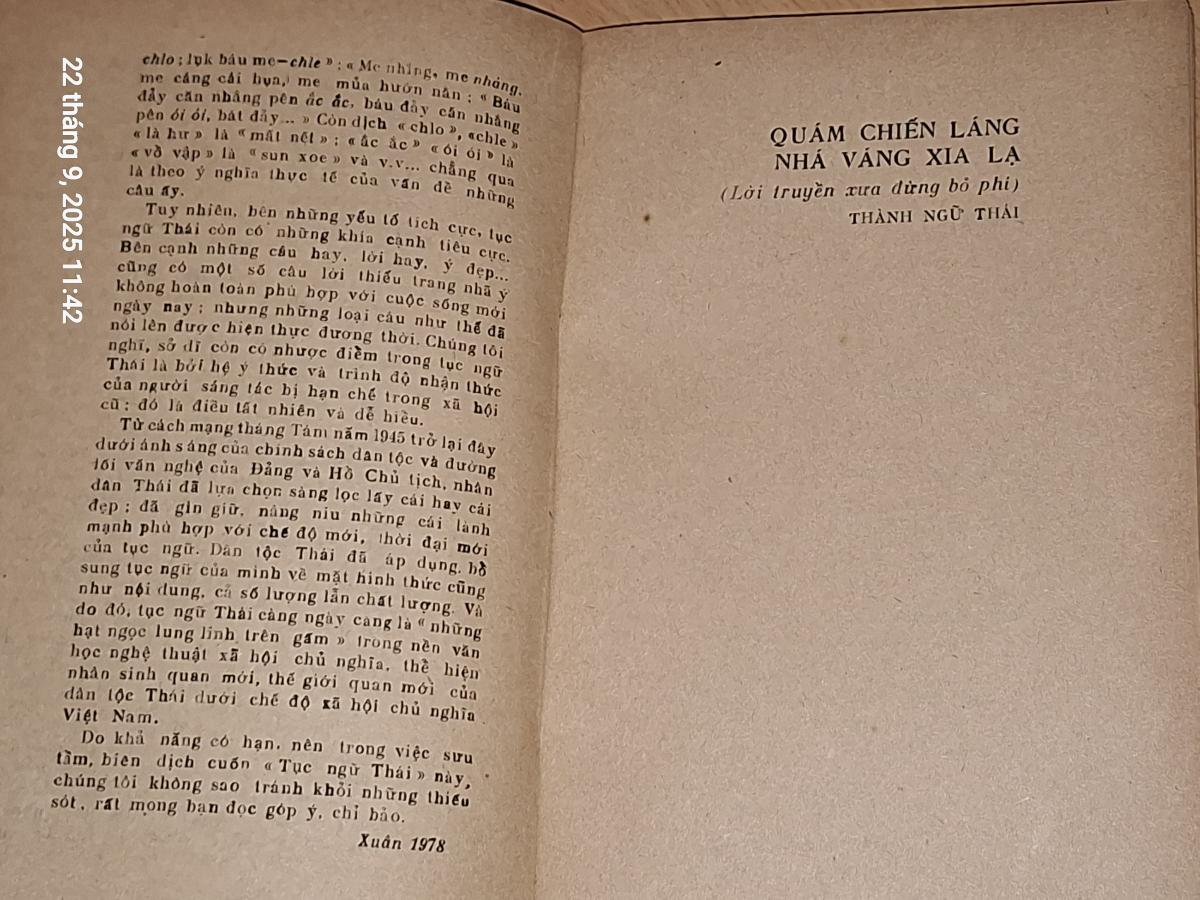 chlo ; lụk báu me—chle » ; « Me nhĩng, me nháng,
me cáng cái hụa, me mủa hướn năn ; « Báu
đảy căn nhẳng pên ắc ắc, báu đảy căn nhẳng
pên ỏi ỏi, bát đảy... » Còn dịch « chlo », «chle»
« là hư » là « mất nết » ; « ắc ắc » « ỏi ỏi » là
« vồ vập » là « sun xoe » và v.v... chẳng qua
là theo ý nghĩa thực tế của vấn đề những
câu ấy.
Tuy nhiên, bên những yếu tố tích cực, tục
ngữ Thái còn có những khía cạnh tiêu cực.
Bên cạnh những câu hay, lời hay, ý đẹp...
cũng có một số câu lời thiếu trang nhã ý
không hoàn toàn phù hợp với cuộc sống mới
ngày nay ; nhưng những loại câu như thế đã
nói lên được hiện thực đương thời. Chúng tôi
nghĩ, sở dĩ còn có nhược điểm trong tục ngữ
Thái là bởi hệ ý thức và trình độ nhận thức
của người sáng tác bị hạn chế trong xã hội
cũ ; đó là điều tất nhiên và dễ hiểu.
Từ cách mạng tháng Tám năm 1945 trở lại đây
dưới ánh sáng của chính sách dân tộc và đường
lối văn nghệ của Đảng và Hồ Chủ tịch, nhân
dân Thái đã lựa chọn sàng lọc lấy cái hay cái
đẹp ; đã gìn giữ, nâng niu những cái lành
mạnh phù hợp với chế độ mới, thời đại mới
của tục ngữ. Dân tộc Thái đã áp dụng, bổ
sung tục ngữ của mình về mặt hình thức cũng
như nội dung, cả số lượng lẫn chất lượng. Và
do đó, tục ngữ Thái càng ngày càng là « những
hạt ngọc lung linh trên gấm » trong nền văn
học nghệ thuật xã hội chủ nghĩa, thể hiện
nhân sinh quan mới, thế giới quan mới của
dân tộc Thái dưới chế độ xã hội chủ nghĩa
Việt Nam.
Do khả năng có hạn, nên trong việc sưu
tầm, biên dịch cuốn « Tục ngữ Thái » này,
chúng tôi không sao tránh khỏi những thiếu
sót, rất mong bạn đọc góp ý, chỉ bảo.
Xuân 1978
QUÁM CHIẾN LÁNG
NHÁ VÁNG XIA LẠ
(Lời truyền xưa đừng bỏ phí)
THÀNH NGỮ THÁI
22 tháng 9, 2025 11:42